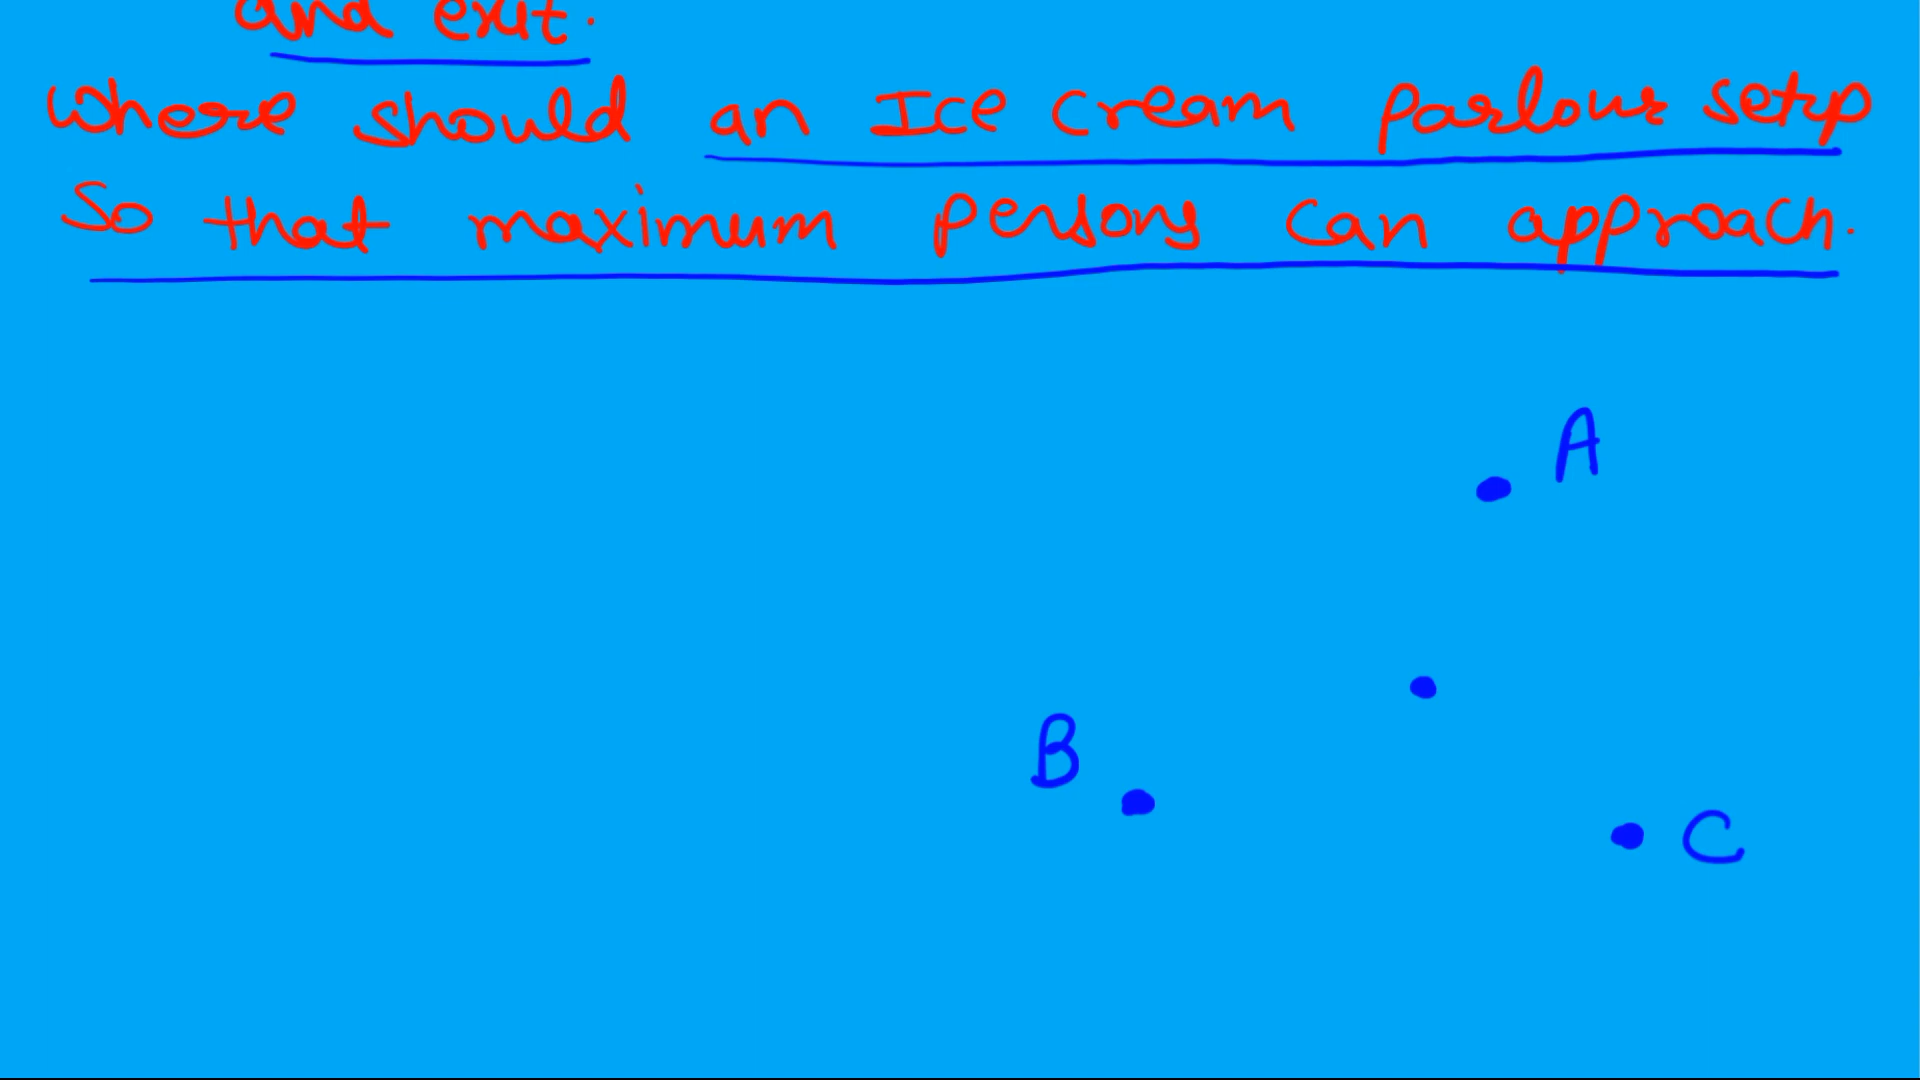 and exit.
Where should an Ice cream parlour setup
So that maximum persons can approach.
A
B
C